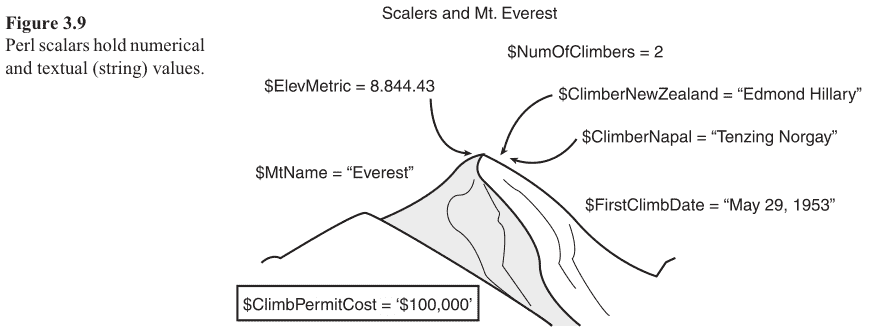 Figure 3.9
Perl scalars hold numerical
and textual (string) values.
Scalers and Mt. Everest
$NumOfClimbers = 2
$ElevMetric = 8.844.43
$ClimberNewZealand = “Edmond Hillary”
$ClimberNapal = “Tenzing Norgay”
$MtName = “Everest”
$FirstClimbDate = “May 29, 1953”
$ClimbPermitCost = ‘$100,000’